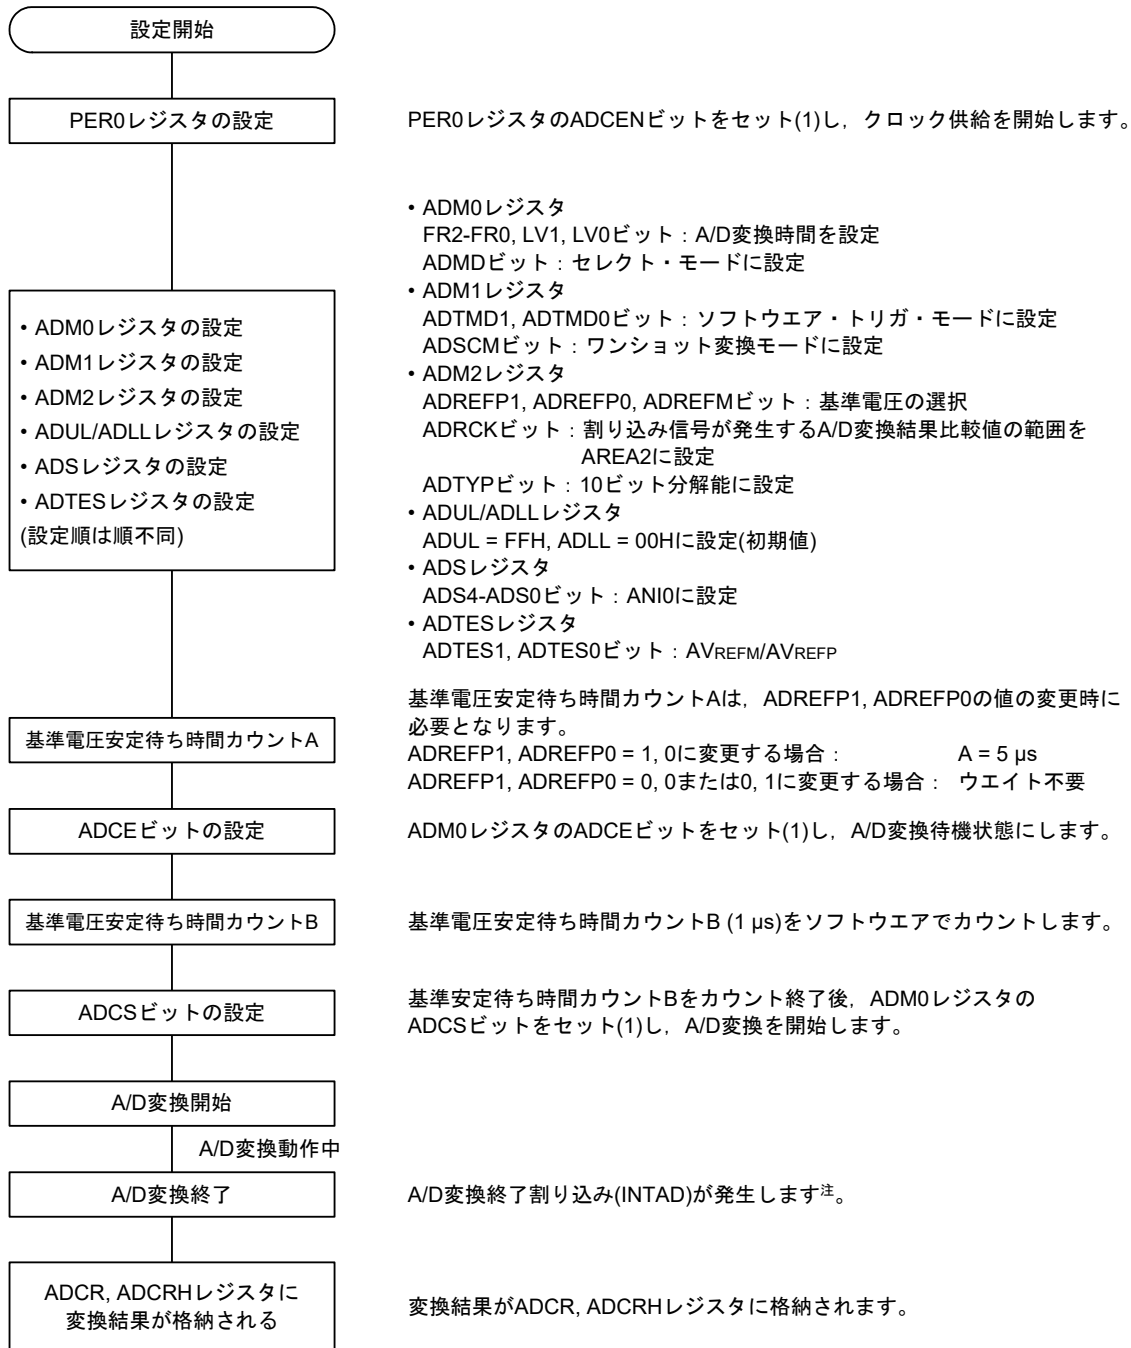 設定開始
PER0レジスタの設定
PER0レジスタのADCENビットをセット(1)し，クロック供給を開始します。
• ADM0レジスタの設定
• ADM1レジスタの設定
• ADM2レジスタの設定
• ADUL/ADLLレジスタの設定
• ADSレジスタの設定
• ADTESレジスタの設定
(設定順は順不同)
• ADM0レジスタ
FR2-FR0, LV1, LV0ビット：A/D変換時間を設定
ADMDビット：セレクト・モードに設定
• ADM1レジスタ
ADTMD1, ADTMD0ビット：ソフトウエア・トリガ・モードに設定
ADSCMビット：ワンショット変換モードに設定
• ADM2レジスタ
ADREFP1, ADREFP0, ADREFMビット：基準電圧の選択
ADRCKビット：割り込み信号が発生するA/D変換結果比較値の範囲を
AREA2に設定
ADTYPビット：10ビット分解能に設定
• ADUL/ADLLレジスタ
ADUL = FFH, ADLL = 00Hに設定(初期値)
• ADSレジスタ
ADS4-ADS0ビット：ANI0に設定
• ADTESレジスタ
ADTES1, ADTES0ビット：AVREFM/AVREFP
基準電圧安定待ち時間カウントA
基準電圧安定待ち時間カウントAは，ADREFP1, ADREFP0の値の変更時に
必要となります。
ADREFP1, ADREFP0 = 1, 0に変更する場合： A = 5 μs
ADREFP1, ADREFP0 = 0, 0または0, 1に変更する場合： ウエイト不要
ADCEビットの設定
ADM0レジスタのADCEビットをセット(1)し，A/D変換待機状態にします。
基準電圧安定待ち時間カウントB
基準電圧安定待ち時間カウントB (1 μs)をソフトウエアでカウントします。
ADCSビットの設定
基準安定待ち時間カウントBをカウント終了後，ADM0レジスタの
ADCSビットをセット(1)し，A/D変換を開始します。
A/D変換開始
A/D変換動作中
A/D変換終了
A/D変換終了割り込み(INTAD)が発生します注。
ADCR, ADCRHレジスタに
変換結果が格納される
変換結果がADCR, ADCRHレジスタに格納されます。